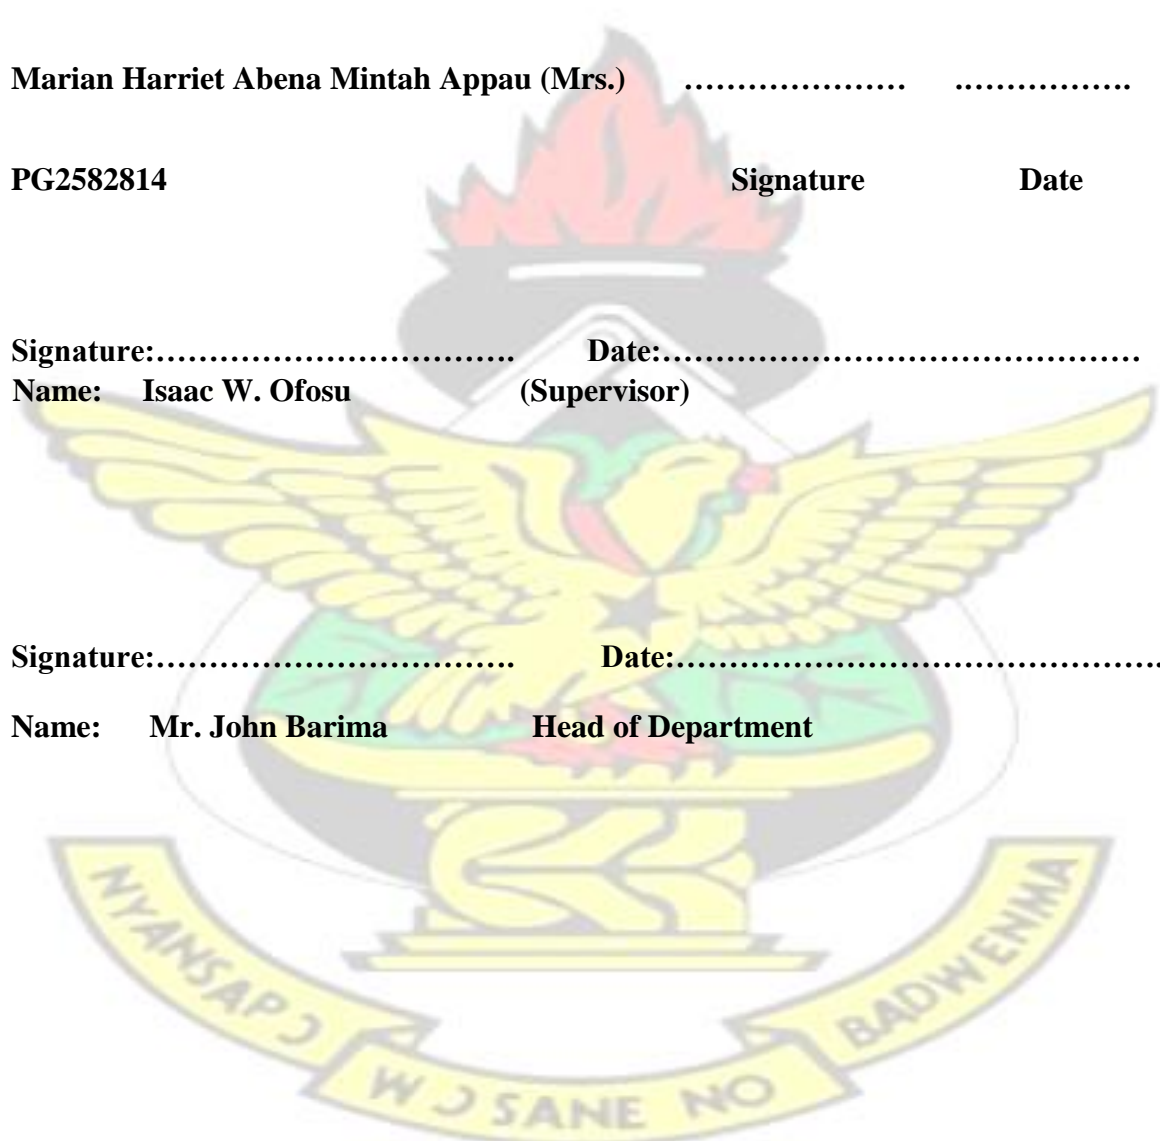 Marian Harriet Abena Mintah Appau (Mrs.) ………………… .…………….
PG2582814 Signature Date
Signature:……………………………. Date:………………………………………
Name: Isaac W. Ofosu (Supervisor)
Signature:……………………………. Date:……………………………………….
Name: Mr. John Barima Head of Department
NYANSAPƆ WƆSANE NO BADWENMA